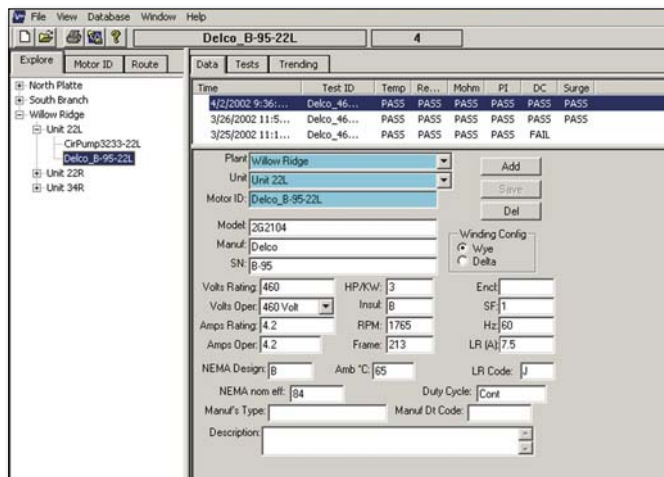 File View Database Window Help
Delco_B-95-22L 4
Explore Motor ID Route
North Platte
South Branch
Willow Ridge
Unit 22L
CirPump3233-22L
Delco_B-95-22L
Unit 22R
Unit 34R
Data Tests Trending
Time Test ID Temp Re... Mohm PI DC Surge
4/2/2002 9:36:... Delco_46... PASS PASS PASS PASS PASS PASS
3/26/2002 11:5... Delco_46... PASS PASS PASS PASS PASS PASS
3/25/2002 11:1... Delco_46... PASS PASS PASS PASS FAIL
Plant Willow Ridge Add
Unit Unit 22L Save
Motor ID: Delco_B-95-22L Del
Model: 2G2104 Winding Config
Manuf: Delco Wye
SN: B-95 Delta
Volts Rating: 460 HP/KW: 3 Encl:
Volts Oper: 460 Volt Insul: B SF: 1
Amps Rating: 4.2 RPM: 1765 Hz: 60
Amps Oper: 4.2 Frame: 213 LR (A): 7.5
NEMA Design: B Amb °C: 65 LR Code: J
NEMA nom eff: 84 Duty Cycle: Cont
Manuf's Type: Manuf Dt Code:
Description: